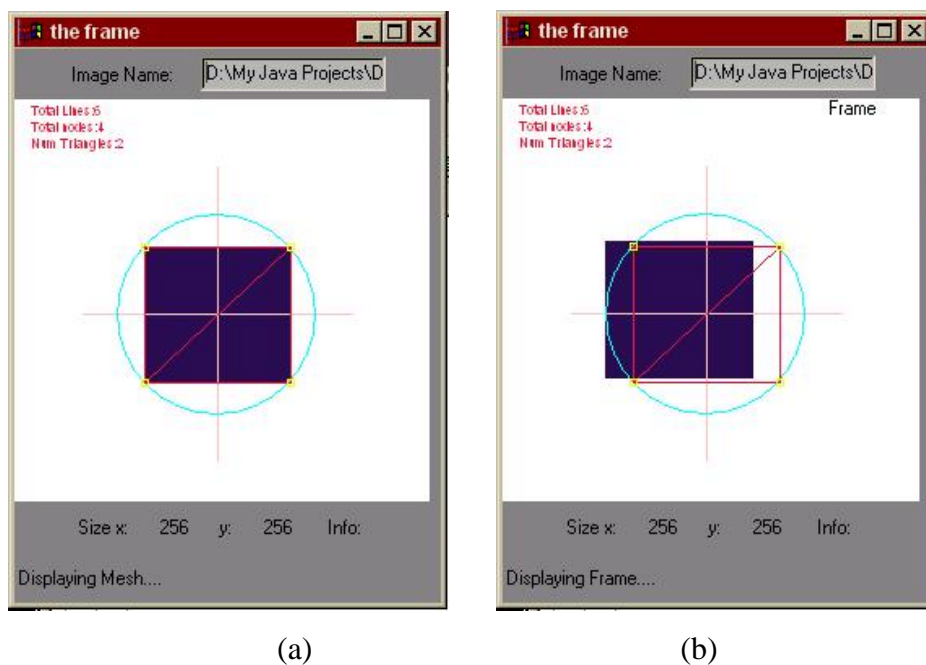 the frame
Image Name: D:\My Java Projects\D
Total Lines:6
Total nodes:4
Num Triangles:2
Size x: 256 y: 256 Info:
Displaying Mesh....
(a)
the frame
Image Name: D:\My Java Projects\D
Frame
Total Lines:6
Total nodes:4
Num Triangles:2
Size x: 256 y: 256 Info:
Displaying Frame....
(b)